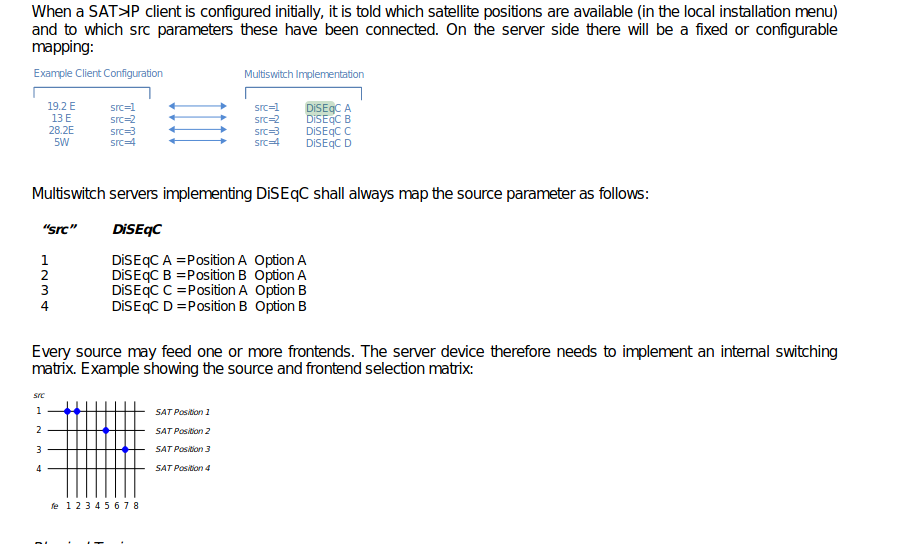 When a SAT>IP client is configured initially, it is told which satellite positions are available (in the local installation menu)
and to which src parameters these have been connected. On the server side there will be a fixed or configurable
mapping:
Example Client Configuration Multiswitch Implementation
19.2 E src=1 src=1 DiSEqC A
13 E src=2 src=2 DiSEqC B
28.2E src=3 src=3 DiSEqC C
5W src=4 src=4 DiSEqC D
Multiswitch servers implementing DiSEqC shall always map the source parameter as follows:
“src” DiSEqC
1 DiSEqC A =Position A Option A
2 DiSEqC B =Position B Option A
3 DiSEqC C =Position A Option B
4 DiSEqC D =Position B Option B
Every source may feed one or more frontends. The server device therefore needs to implement an internal switching
matrix. Example showing the source and frontend selection matrix:
src
1 SAT Position 1
2 SAT Position 2
3 SAT Position 3
4 SAT Position 4
fe 1 2 3 4 5 6 7 8